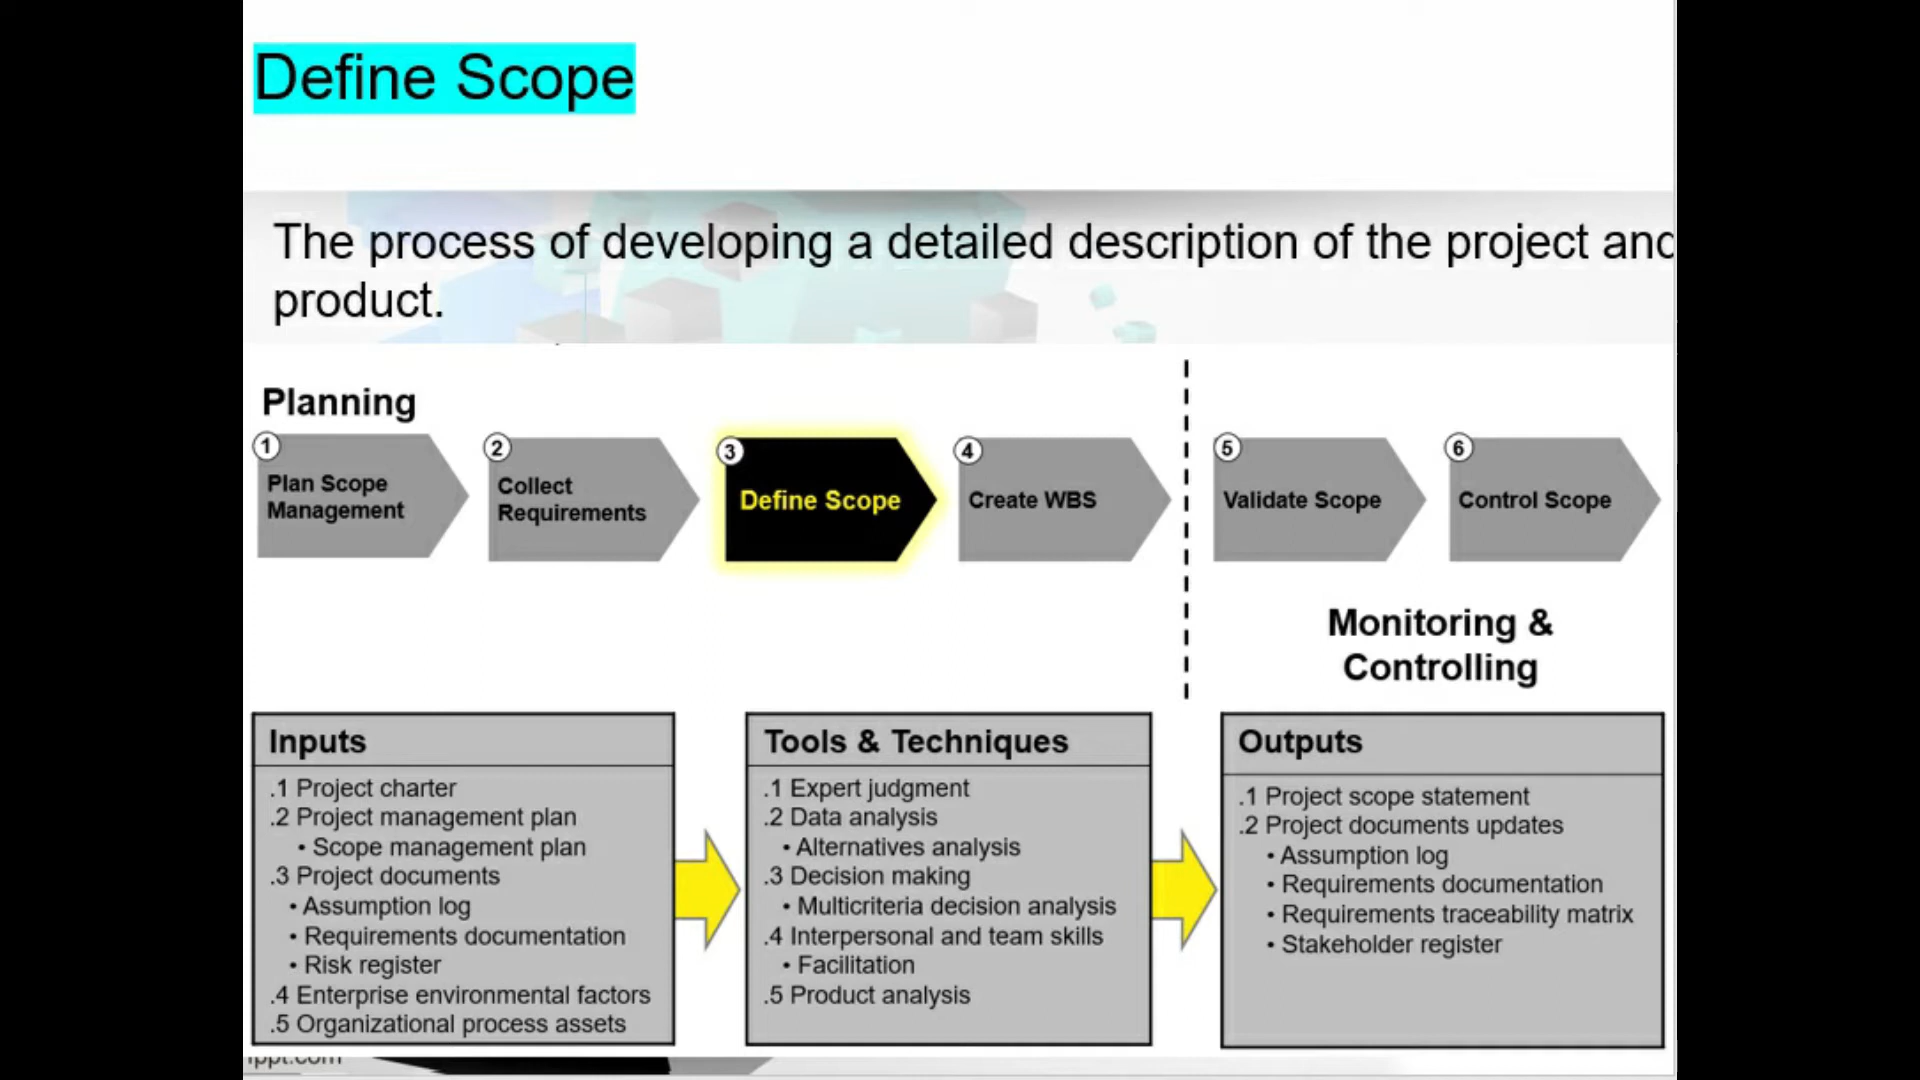 Define Scope
The process of developing a detailed description of the project and
product.
Planning
1
Plan Scope
Management
2
Collect
Requirements
3
Define Scope
4
Create WBS
5
Validate Scope
6
Control Scope
Monitoring &
Controlling
Inputs
.1 Project charter
.2 Project management plan
• Scope management plan
.3 Project documents
• Assumption log
• Requirements documentation
• Risk register
.4 Enterprise environmental factors
.5 Organizational process assets
Tools & Techniques
.1 Expert judgment
.2 Data analysis
• Alternatives analysis
.3 Decision making
• Multicriteria decision analysis
.4 Interpersonal and team skills
• Facilitation
.5 Product analysis
Outputs
.1 Project scope statement
.2 Project documents updates
• Assumption log
• Requirements documentation
• Requirements traceability matrix
• Stakeholder register